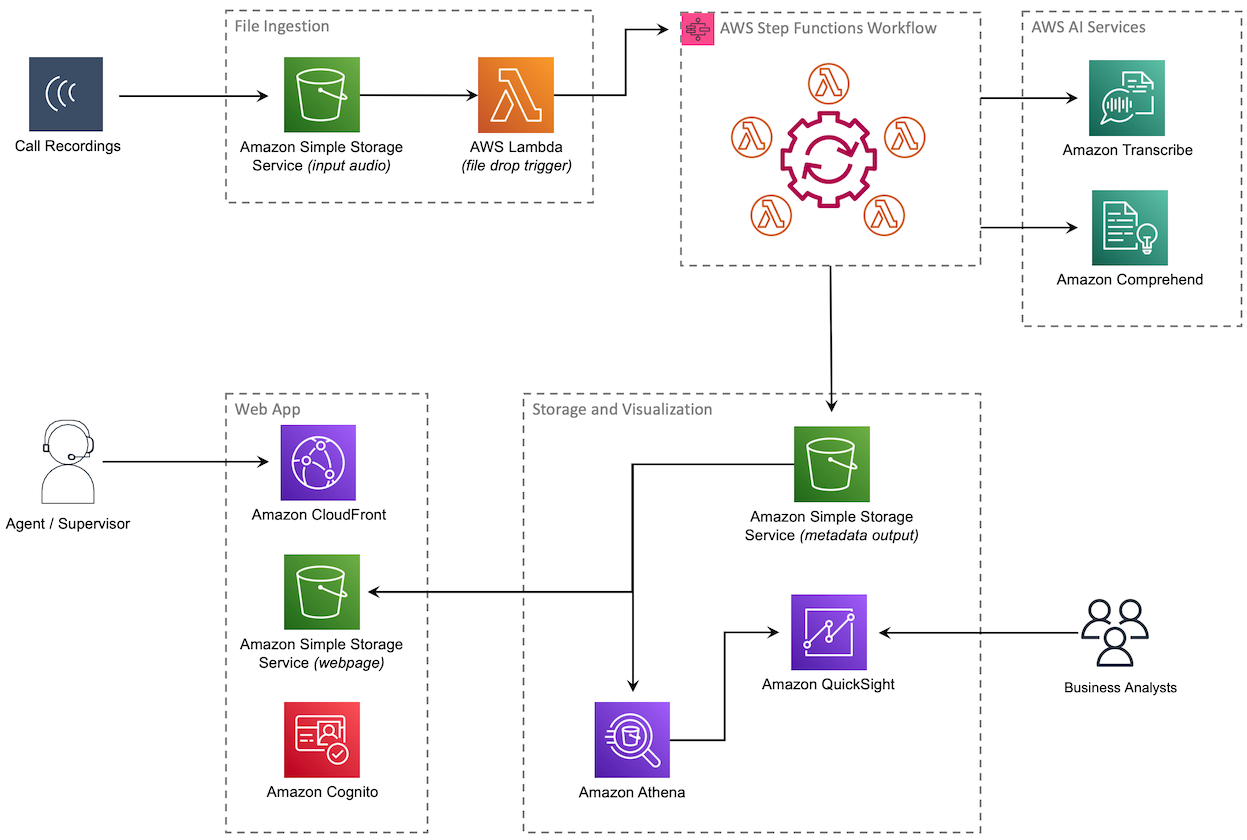 File Ingestion
AWS Step Functions Workflow
AWS AI Services
Call Recordings
Amazon Simple Storage
Service (input audio)
AWS Lambda
(file drop trigger)
Amazon Transcribe
Amazon Comprehend
Web App
Storage and Visualization
Agent / Supervisor
Amazon CloudFront
Amazon Simple Storage
Service (metadata output)
Amazon Simple Storage
Service (webpage)
Amazon QuickSight
Business Analysts
Amazon Cognito
Amazon Athena